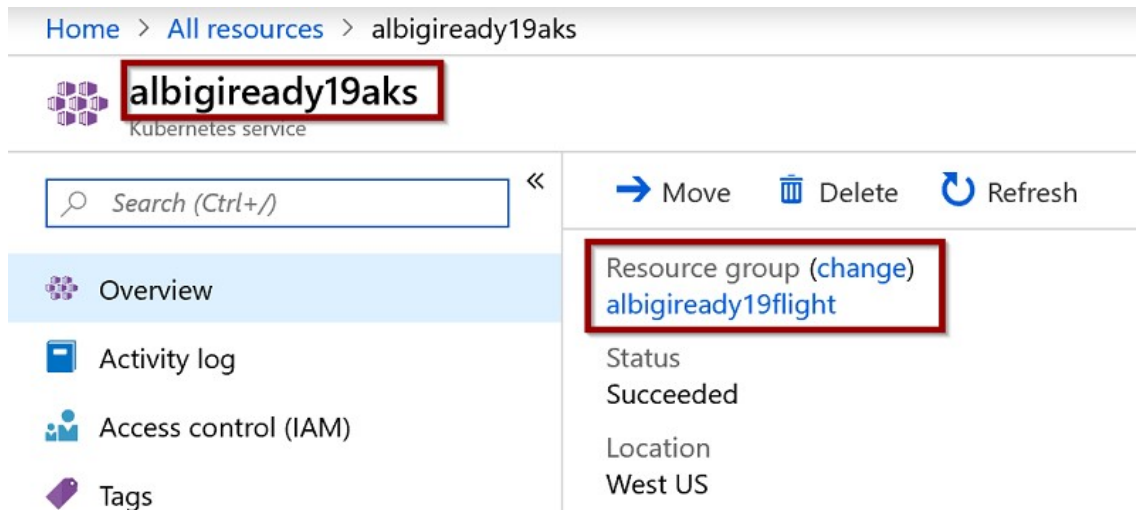 Home > All resources > albigiready19aks
albigiready19aks
Kubernetes service
Search (Ctrl+/)
«
Overview
Activity log
Access control (IAM)
Tags
Move Delete Refresh
Resource group (change)
albigiready19flight
Status
Succeeded
Location
West US